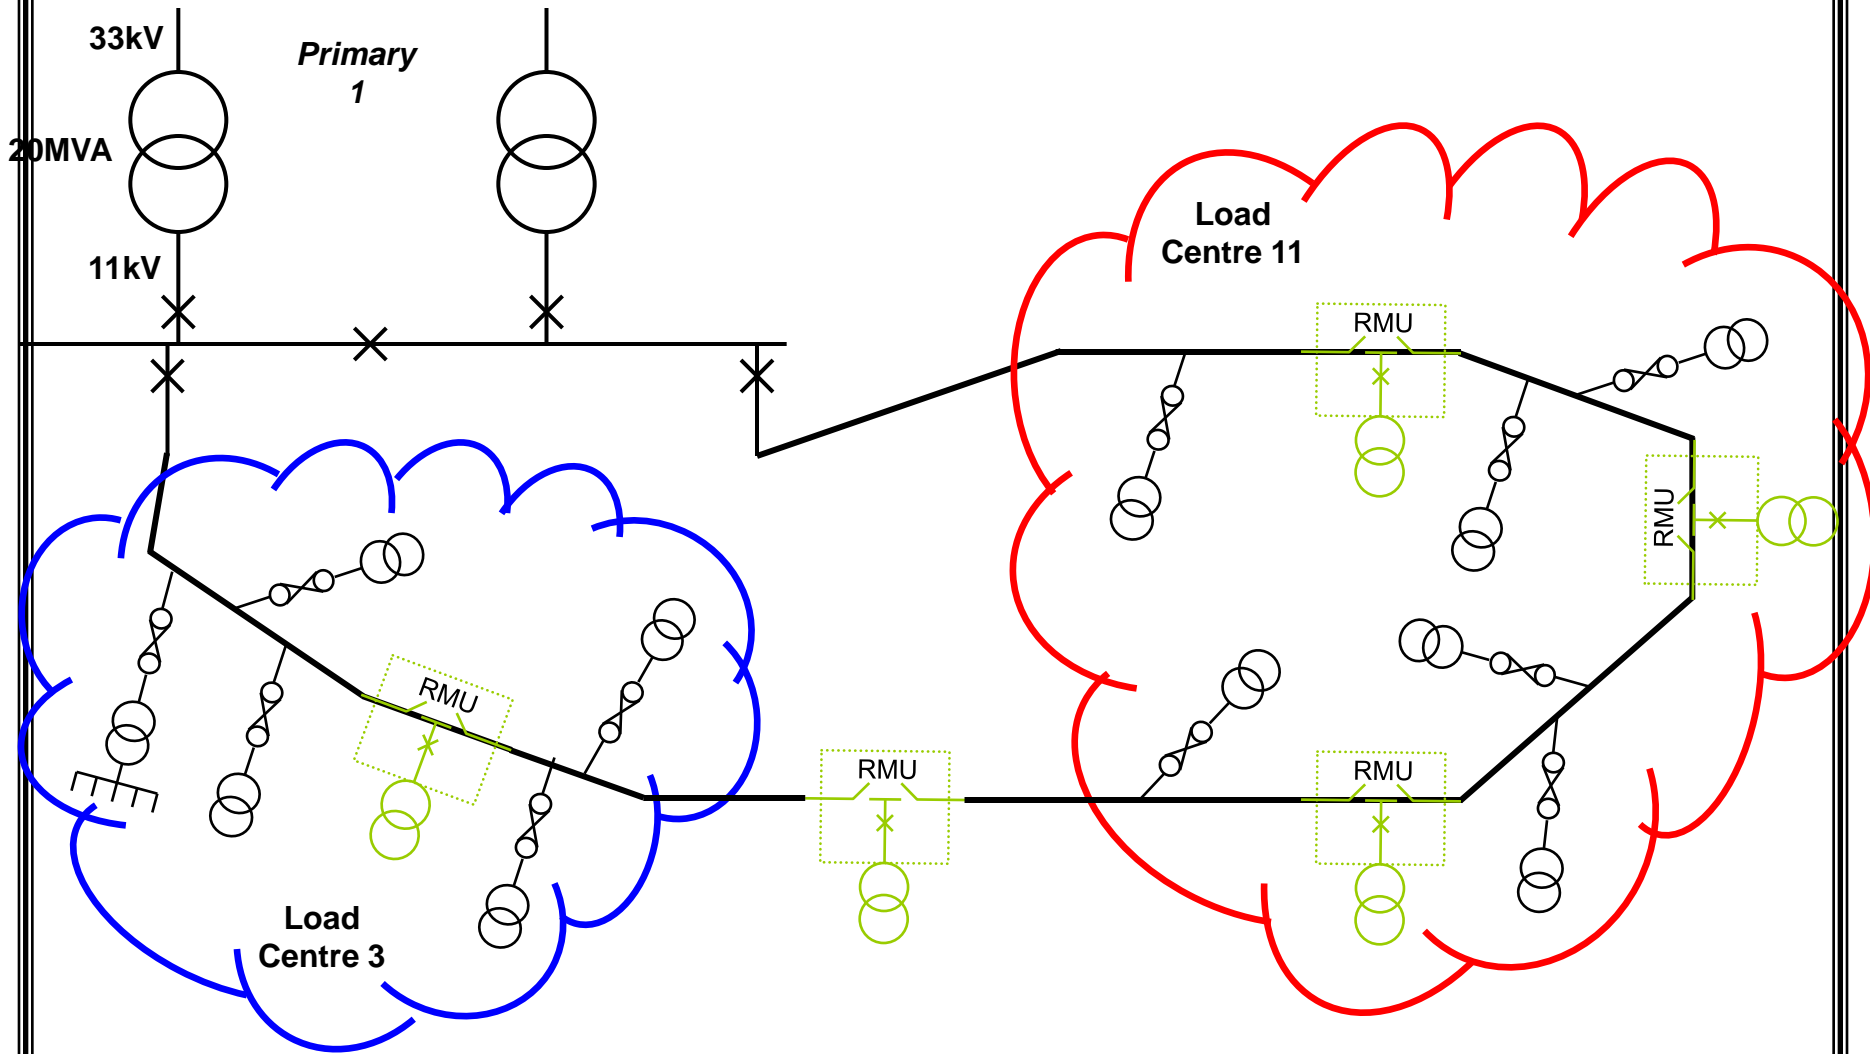 33kV
Primary
1
20MVA
11kV
Load
Centre 11
RMU
RMU
RMU
RMU
RMU
Load
Centre 3